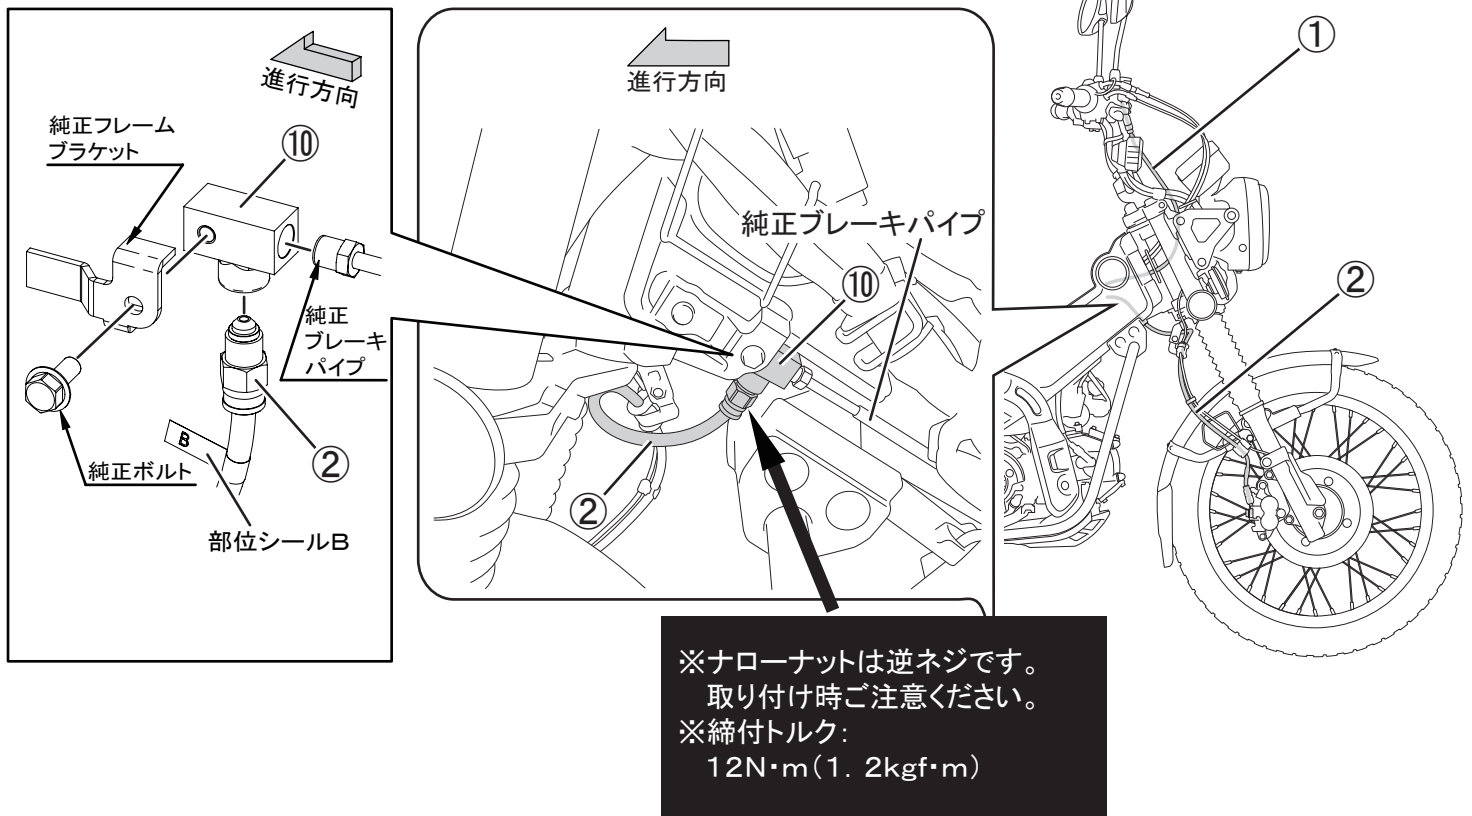 進行方向
純正フレーム
ブラケット
⑩
純正
ブレーキ
パイプ
B
②
純正ボルト
部位シールB
進行方向
純正ブレーキパイプ
⑩
②
①
②
※ナローナットは逆ネジです。
取り付け時ご注意ください。
※締付トルク:
12N・m(1. 2kgf・m)